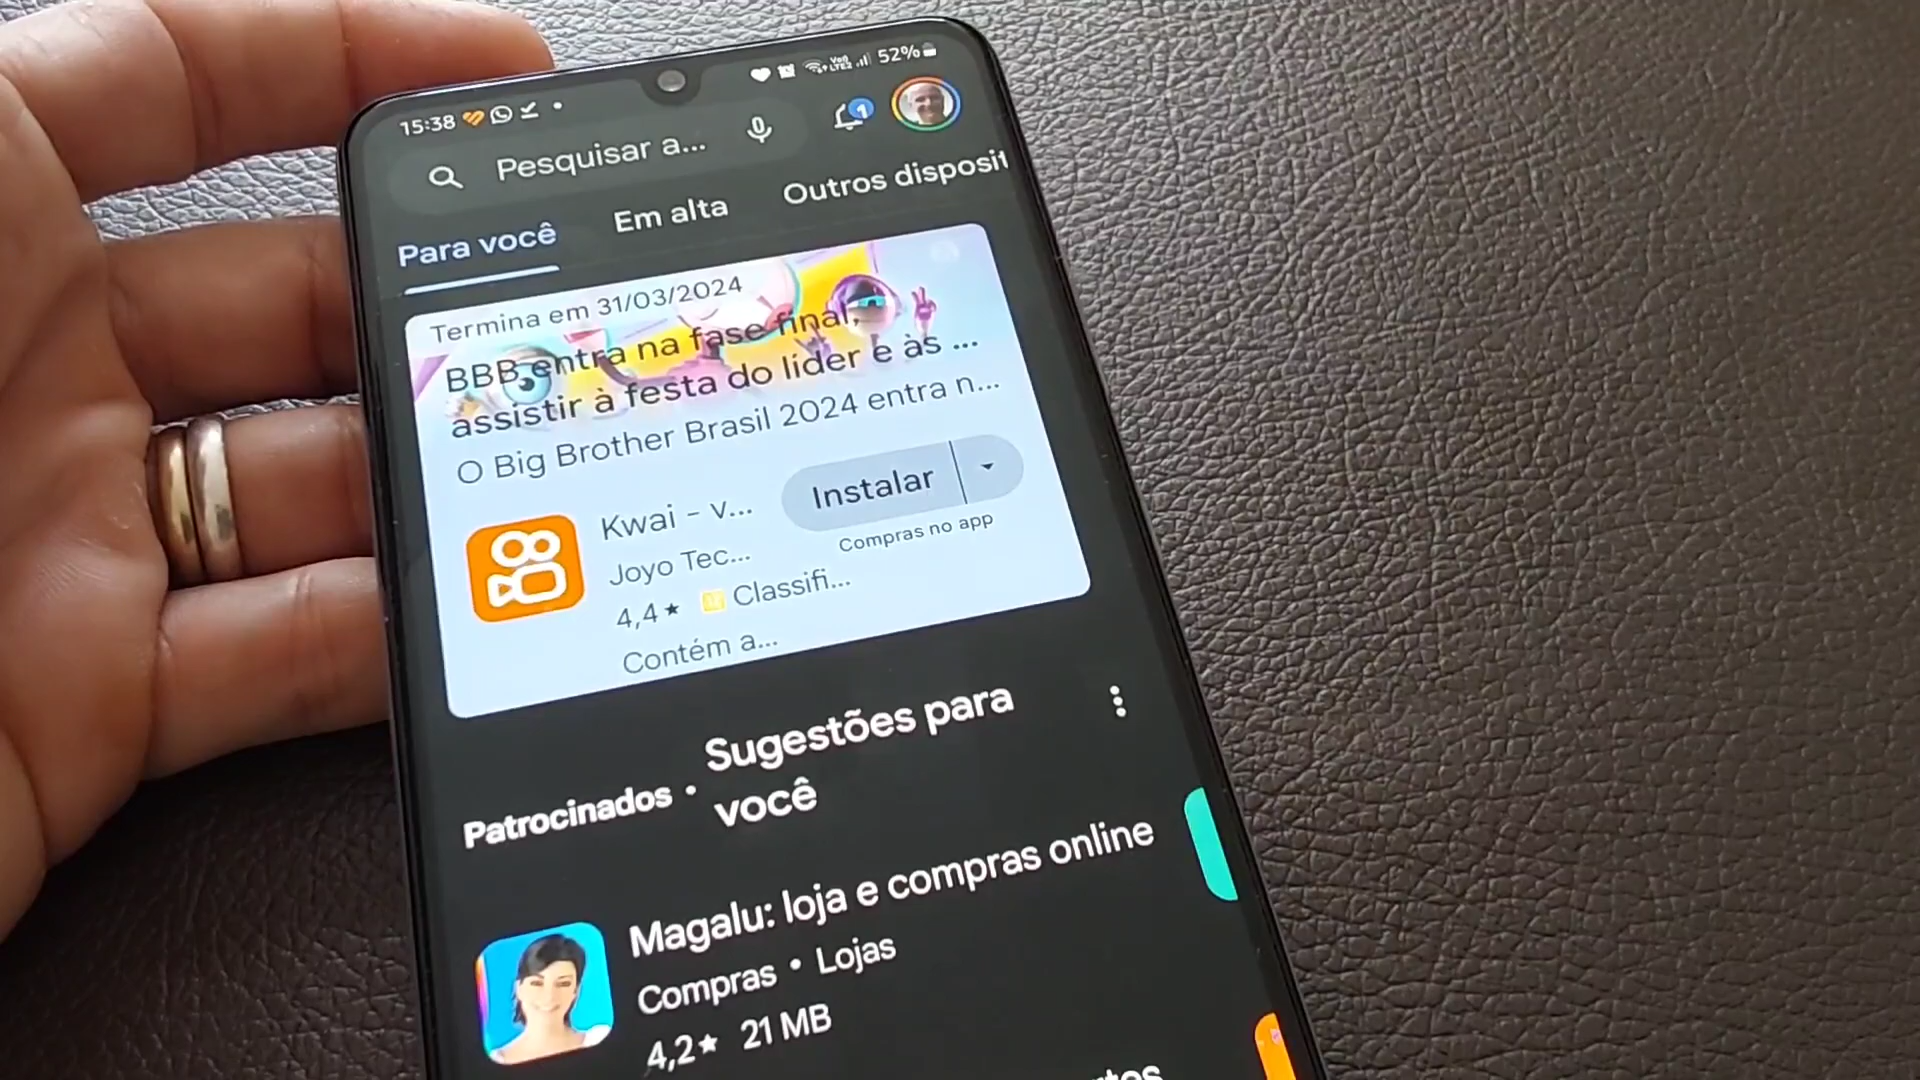 15:38
52%
Pesquisar a...
1
Para você
Em alta
Outros disposit
Termina em 31/03/2024
BBB entra na fase final,
assistir à festa do líder e às ...
O Big Brother Brasil 2024 entra n...
Kwai - v...
Instalar
Joyo Tec...
Compras no app
4,4★ Classifi...
Contém a...
Patrocinados •
Sugestões para
você
Magalu: loja e compras online
Compras • Lojas
4,2★ 21 MB